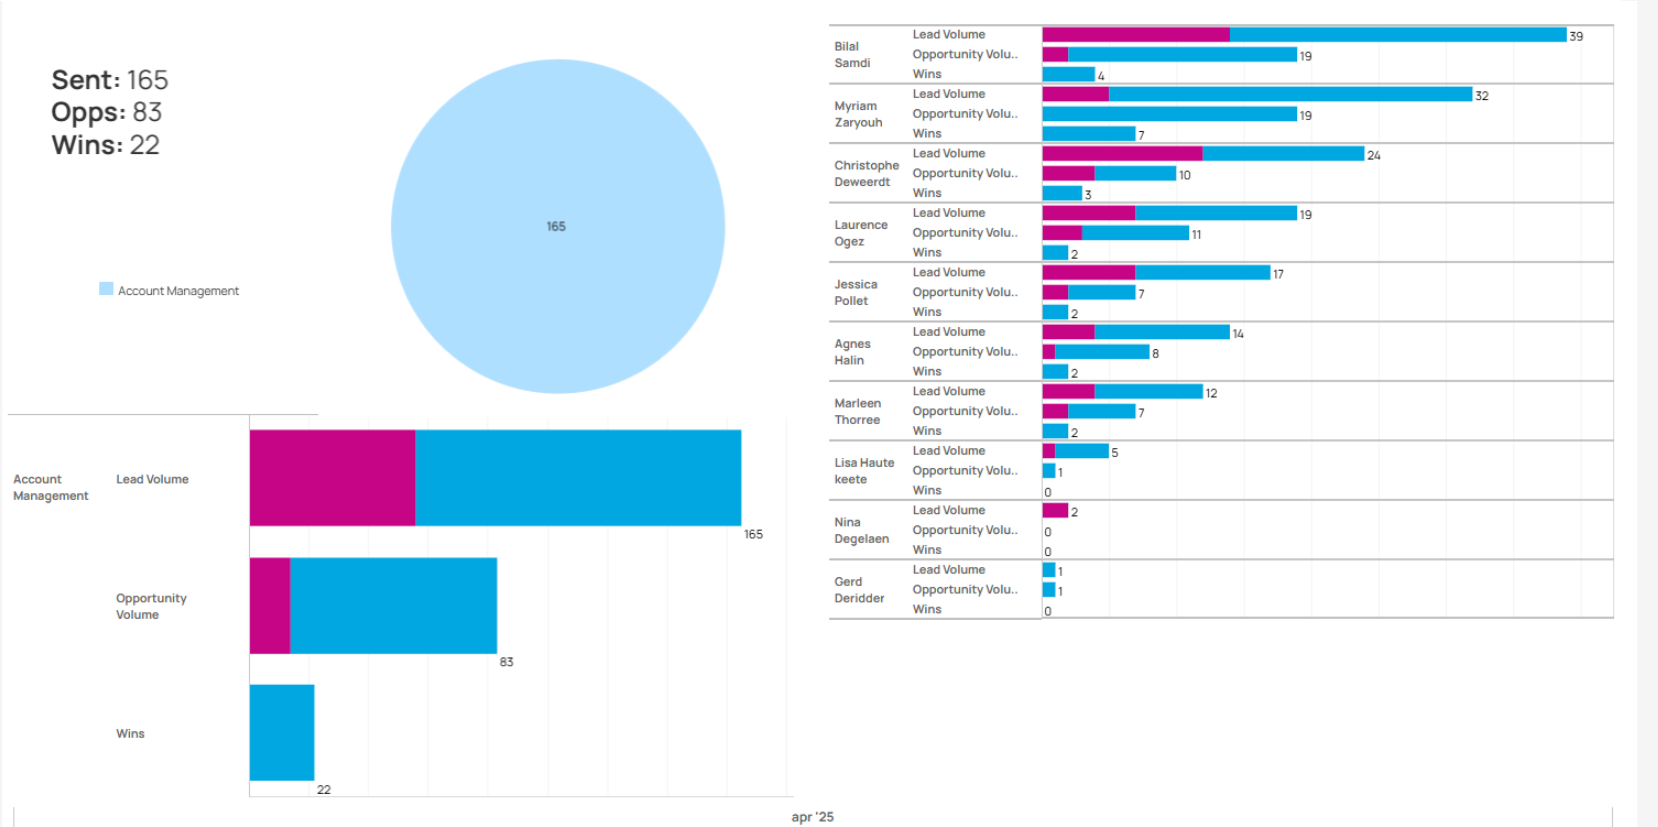 Sent: 165
Opps: 83
Wins: 22
165
Account Management
Account
Management
Lead Volume
165
Opportunity
Volume
83
Wins
22
Bilal
Samdi
Lead Volume
39
Opportunity Volu..
19
Wins
4
Myriam
Zaryouh
Lead Volume
32
Opportunity Volu..
19
Wins
7
Christophe
Deweerdt
Lead Volume
24
Opportunity Volu..
10
Wins
3
Laurence
Ogez
Lead Volume
19
Opportunity Volu..
11
Wins
2
Jessica
Pollet
Lead Volume
17
Opportunity Volu..
7
Wins
2
Agnes
Halin
Lead Volume
14
Opportunity Volu..
8
Wins
2
Marleen
Thorree
Lead Volume
12
Opportunity Volu..
7
Wins
2
Lisa Haute
keete
Lead Volume
5
Opportunity Volu..
1
Wins
0
Nina
Degelaen
Lead Volume
2
Opportunity Volu..
0
Wins
0
Gerd
Deridder
Lead Volume
1
Opportunity Volu..
1
Wins
0
apr '25